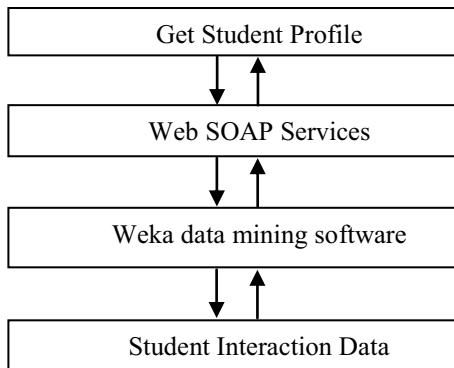 Get Student Profile
Web SOAP Services
Weka data mining software
Student Interaction Data